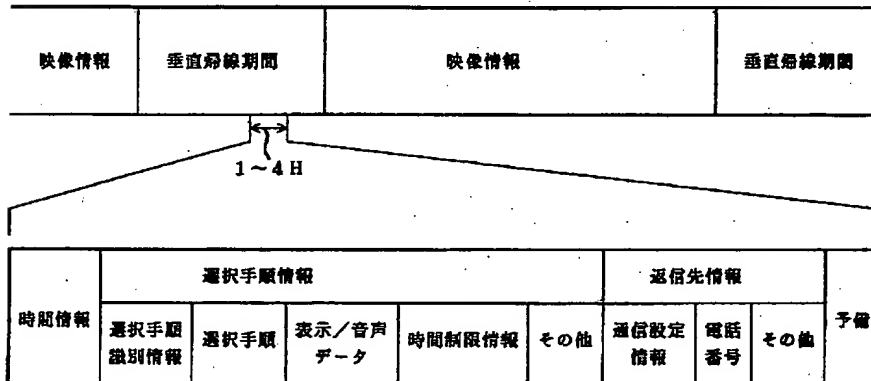 映像情報
垂直帰線期間
映像情報
垂直帰線期間
1～4H
時間情報
選択手順情報
返信先情報
予備
選択手順
識別情報
選択手順
表示／音声
データ
時間制限情報
その他
通信設定
情報
電話
番号
その他